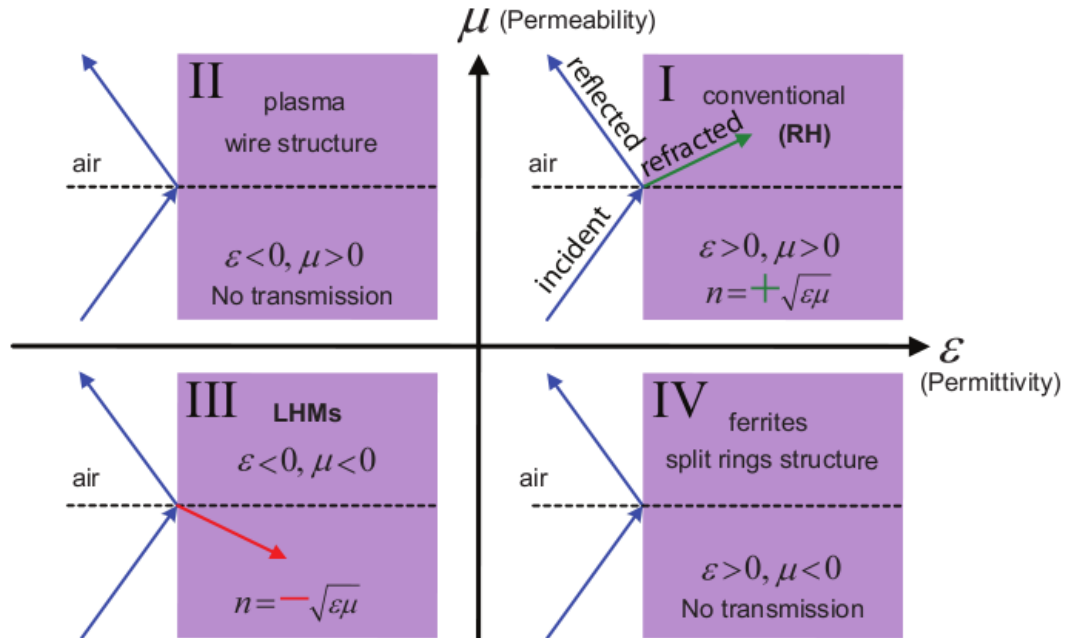 μ (Permeability)
II
plasma
wire structure
air
ε<0, μ>0
No transmission
I
conventional
(RH)
reflected
refracted
air
incident
ε>0, μ>0
n=+√εμ
ε
(Permittivity)
III
LHMs
ε<0, μ<0
air
n=−√εμ
IV
ferrites
split rings structure
air
ε>0, μ<0
No transmission